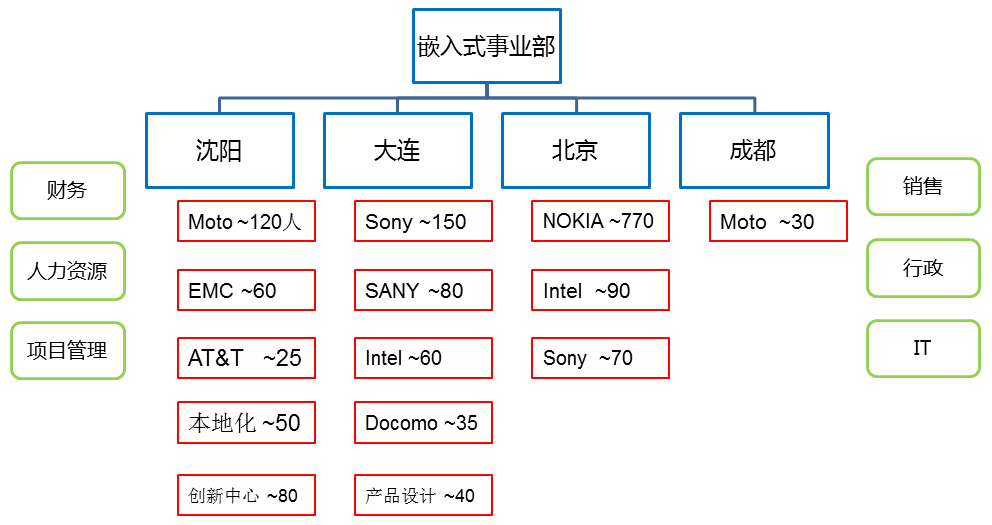 嵌入式事业部
沈阳
大连
北京
成都
财务
人力资源
项目管理
Moto ~120人
EMC ~60
AT&T ~25
本地化 ~50
创新中心 ~80
Sony ~150
SANY ~80
Intel ~60
Docomo ~35
产品设计 ~40
NOKIA ~770
Intel ~90
Sony ~70
Moto ~30
销售
行政
IT